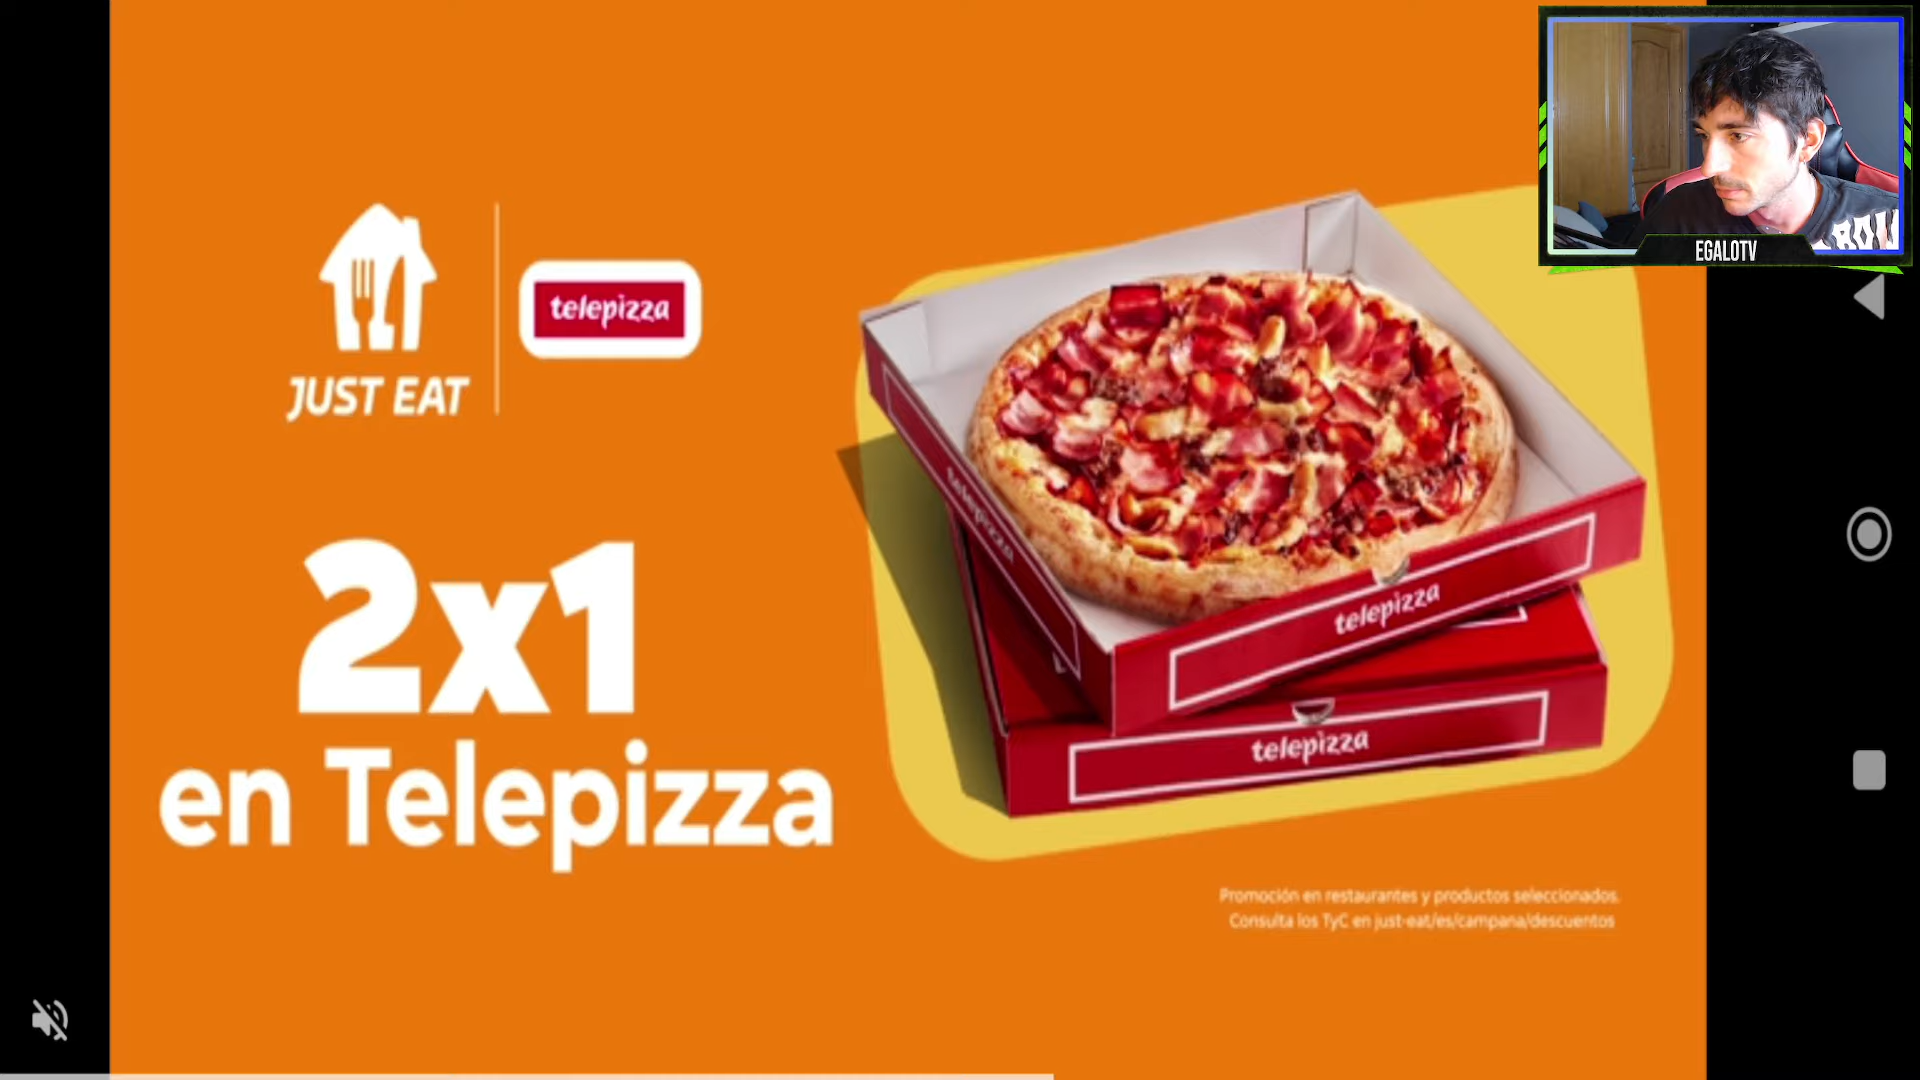 JUST EAT
telepizza
2x1
en Telepizza
telepizza
telepizza
telepizza
Promoción en restaurantes y productos seleccionados.
Consulta los TyC en just-eat/es/campana/descuentos
EGALOTV